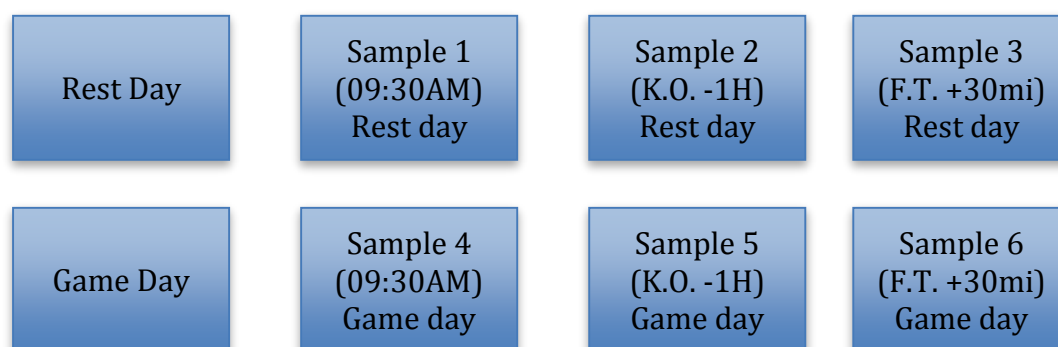 Rest Day
Sample 1
(09:30AM)
Rest day
Sample 2
(K.O. -1H)
Rest day
Sample 3
(F.T. +30mi)
Rest day
Game Day
Sample 4
(09:30AM)
Game day
Sample 5
(K.O. -1H)
Game day
Sample 6
(F.T. +30mi)
Game day